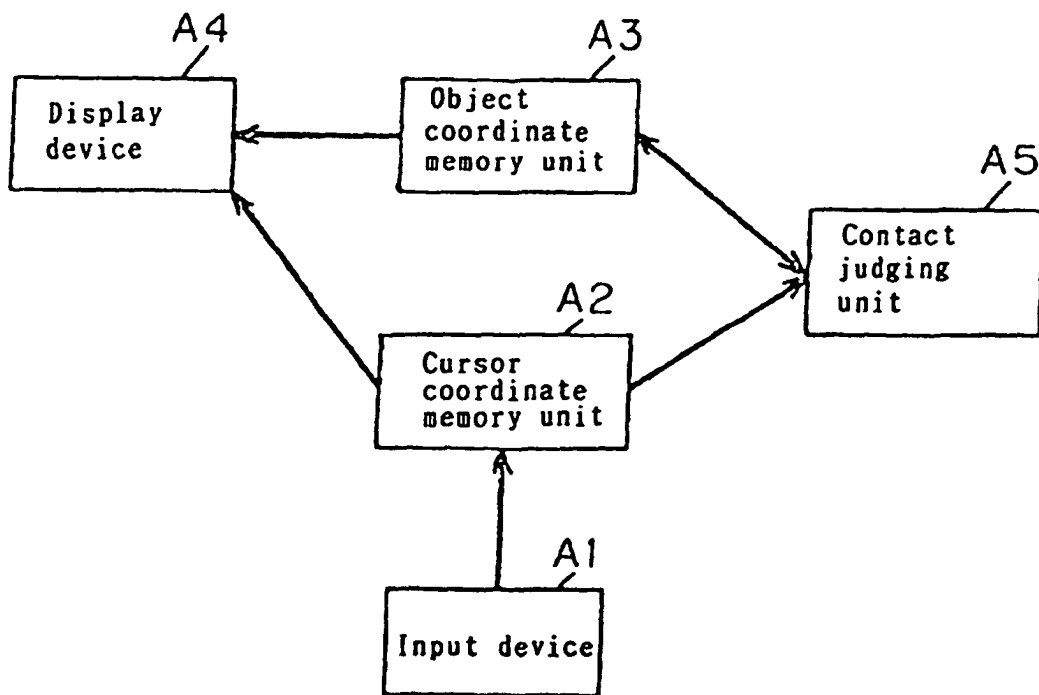 A4
Display
device
A3
Object
coordinate
memory unit
A5
Contact
judging
unit
A2
Cursor
coordinate
memory unit
A1
Input device